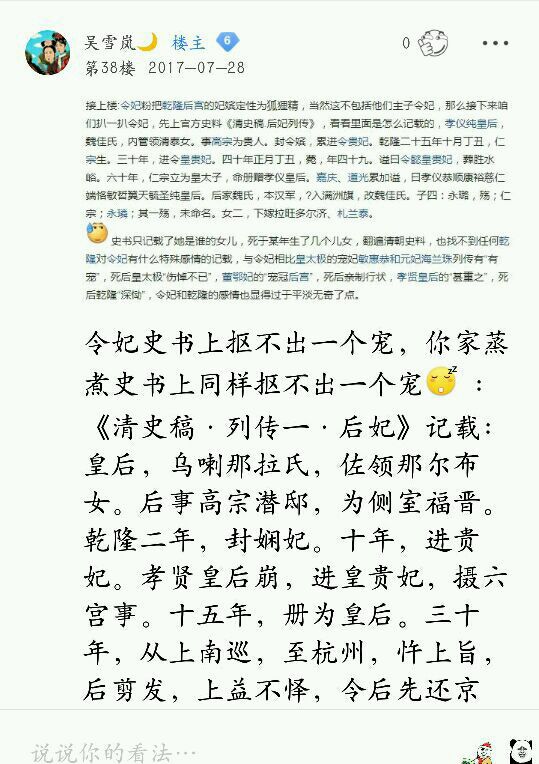 吴雪岚🌙 楼主 6
0
第38楼 2017-07-28
接上楼:令妃粉把乾隆后宫的妃嫔定性为狐狸精，当然这不包括他们主子令妃，那么接下来咱
们扒一扒令妃，先上官方史料《清史稿.后妃列传》，看看里面是怎么记载的，孝仪纯皇后，
魏佳氏，内管领清泰女。事高宗为贵人。封令嫔，累进令贵妃。乾隆二十五年十月丁丑，仁
宗生。三十年，进令皇贵妃。四十年正月丁丑，薨，年四十九。谥曰令懿皇贵妃，葬胜水
峪。六十年，仁宗立为皇太子，命册赠孝仪皇后。嘉庆、道光累加谥，曰孝仪恭顺康裕慈仁
端恪敏哲翼天毓圣纯皇后。后家魏氏，本汉军，?入满洲旗，改魏佳氏。子四：永璐，殇；仁
宗；永璘；其一殇，未命名。女二，下嫁拉旺多尔济、札兰泰。
史书只记载了她是谁的女儿，死于某年生了几个儿女，翻遍清朝史料，也找不到任何乾
隆对令妃有什么特殊感情的记载，与令妃相比皇太极的宠妃敏惠恭和元妃海兰珠列传有“有
宠”，死后皇太极“伤悼不已”，董鄂妃的“宠冠后宫”，死后亲制行状，孝贤皇后的“甚重之”，死
后乾隆“深恸”，令妃和乾隆的感情也显得过于平淡无奇了点。
令妃史书上抠不出一个宠，你家蒸
煮史书上同样抠不出一个宠😴：
《清史稿·列传一·后妃》记载：
皇后，乌喇那拉氏，佐领那尔布
女。后事高宗潜邸，为侧室福晋。
乾隆二年，封娴妃。十年，进贵
妃。孝贤皇后崩，进皇贵妃，摄六
宫事。十五年，册为皇后。三十
年，从上南巡，至杭州，忤上旨，
后剪发，上益不怿，令后先还京
说说你的看法…